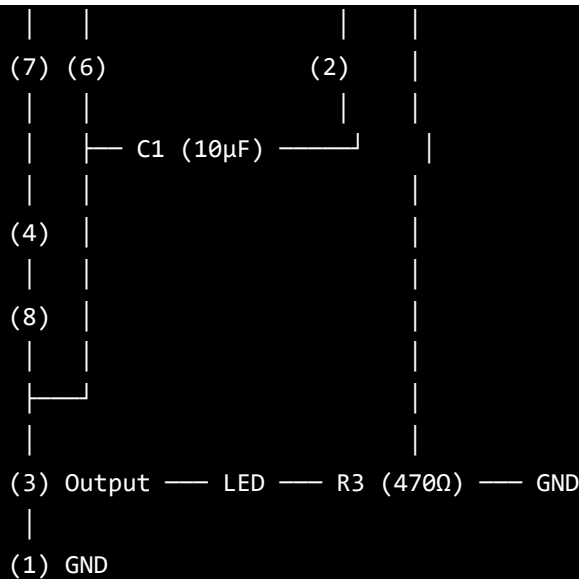 (7) (6) (2)
C1 (10µF)
(4)
(8)
(3) Output LED R3 (470Ω) GND
(1) GND